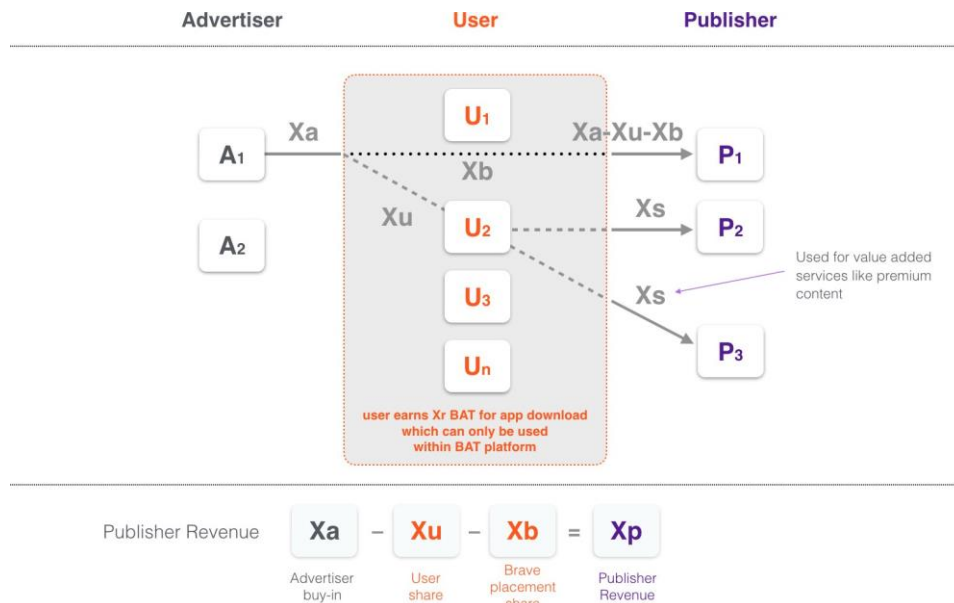 Advertiser User Publisher
U1
Xa Xa-Xu-Xb
A1 P1
Xb
Xu Xs
A2 U2 P2
Used for value added
services like premium
content
U3 Xs
P3
Un
user earns Xr BAT for app download
which can only be used
within BAT platform
Publisher Revenue Xa – Xu – Xb = Xp
Advertiser
buy-in
User
share
Brave
placement
share
Publisher
Revenue